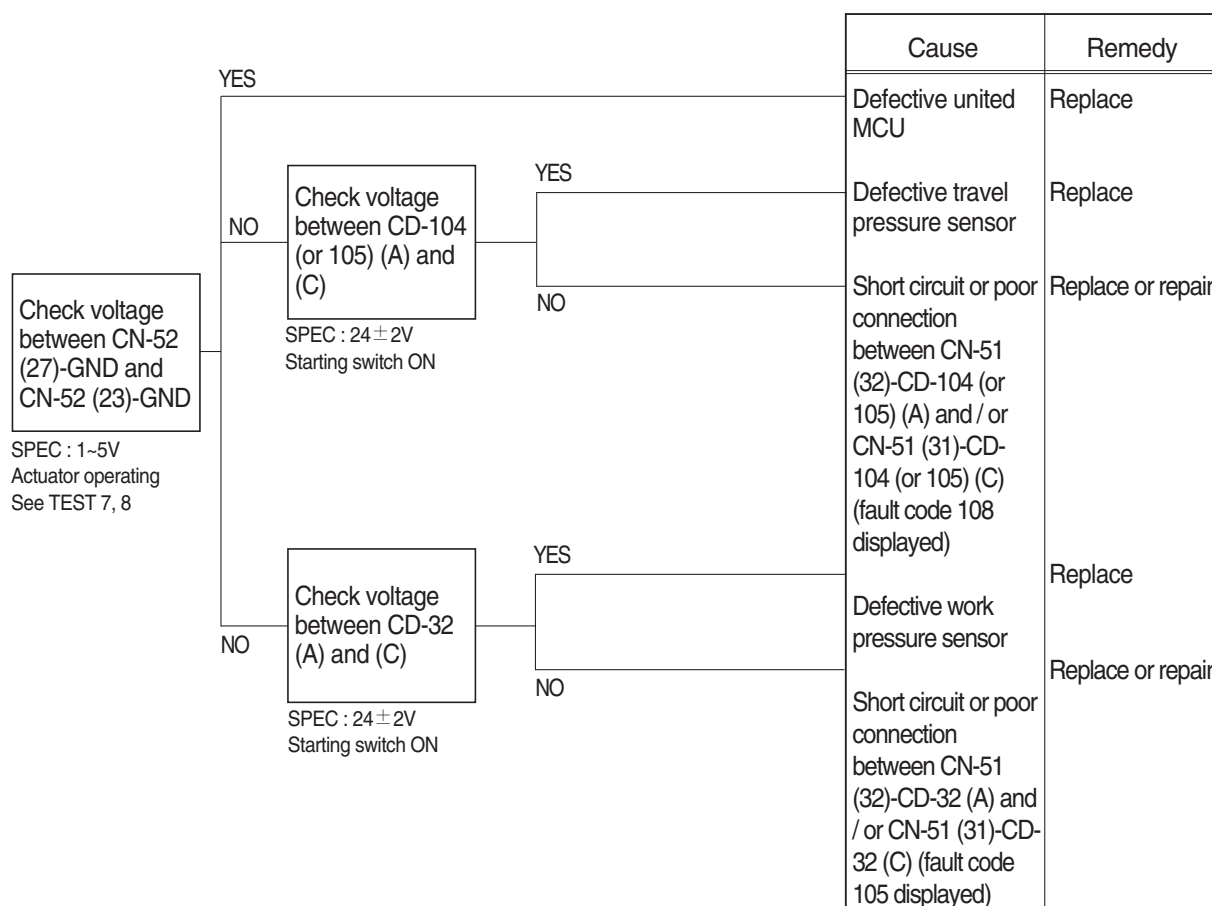 Cause
Remedy
YES
Defective united
MCU
Replace
NO
Check voltage
between CD-104
(or 105) (A) and
(C)
SPEC : 24±2V
Starting switch ON
YES
Defective travel
pressure sensor
Replace
NO
Short circuit or poor
connection
between CN-51
(32)-CD-104 (or
105) (A) and / or
CN-51 (31)-CD-
104 (or 105) (C)
(fault code 108
displayed)
Replace or repair
Check voltage
between CN-52
(27)-GND and
CN-52 (23)-GND
SPEC : 1~5V
Actuator operating
See TEST 7, 8
NO
Check voltage
between CD-32
(A) and (C)
SPEC : 24±2V
Starting switch ON
YES
Defective work
pressure sensor
Replace
NO
Short circuit or poor
connection
between CN-51
(32)-CD-32 (A) and
/ or CN-51 (31)-CD-
32 (C) (fault code
105 displayed)
Replace or repair